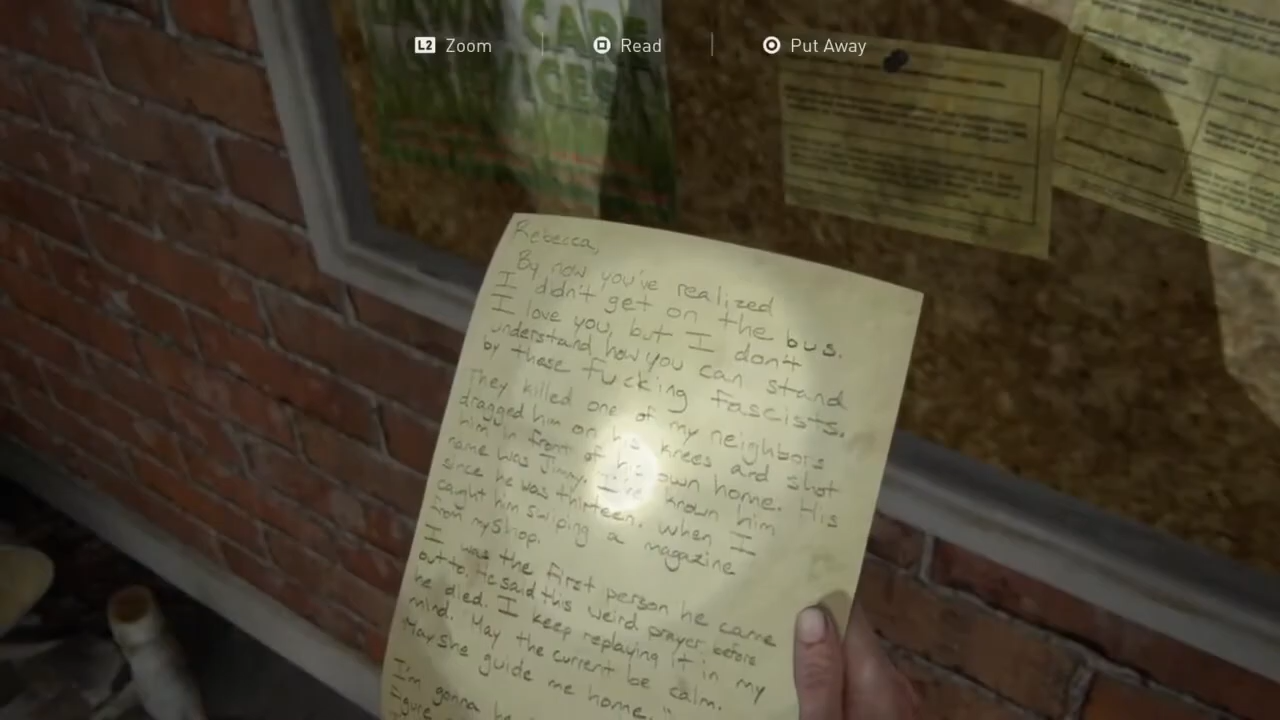 L2 Zoom | Read | Put Away
LAWN CARE
SERVICES
Rebecca,
By now you've realized
I didn't get on the bus.
I love you, but I don't
understand how you can stand
by these fucking fascists.
They killed one of my neighbors
dragged him on his knees and shot
him in front of his own home. His
name was Jimmy. I've known him
since he was thirteen. When I
caught him swiping a magazine
from my shop.
I was the first person he came
out to. He said this weird prayer before
he died. I keep replaying it in my
mind. May the current be calm.
May she guide me home."
I'm gonna